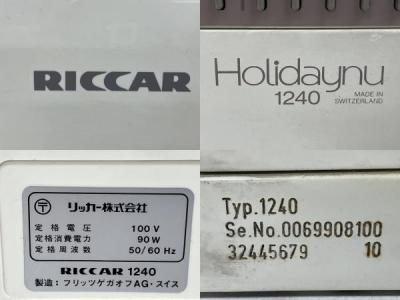 RICCAR
Holidaynu
1240
MADE IN
SWITZERLAND
〒 リッカー株式会社
定格電圧 100 V
定格消費電力 90 W
定格周波数 50/60 Hz
RICCAR 1240
製造：フリッツゲガオフAG・スイス
Typ.1240
Se.No.0069908100
32445679 10